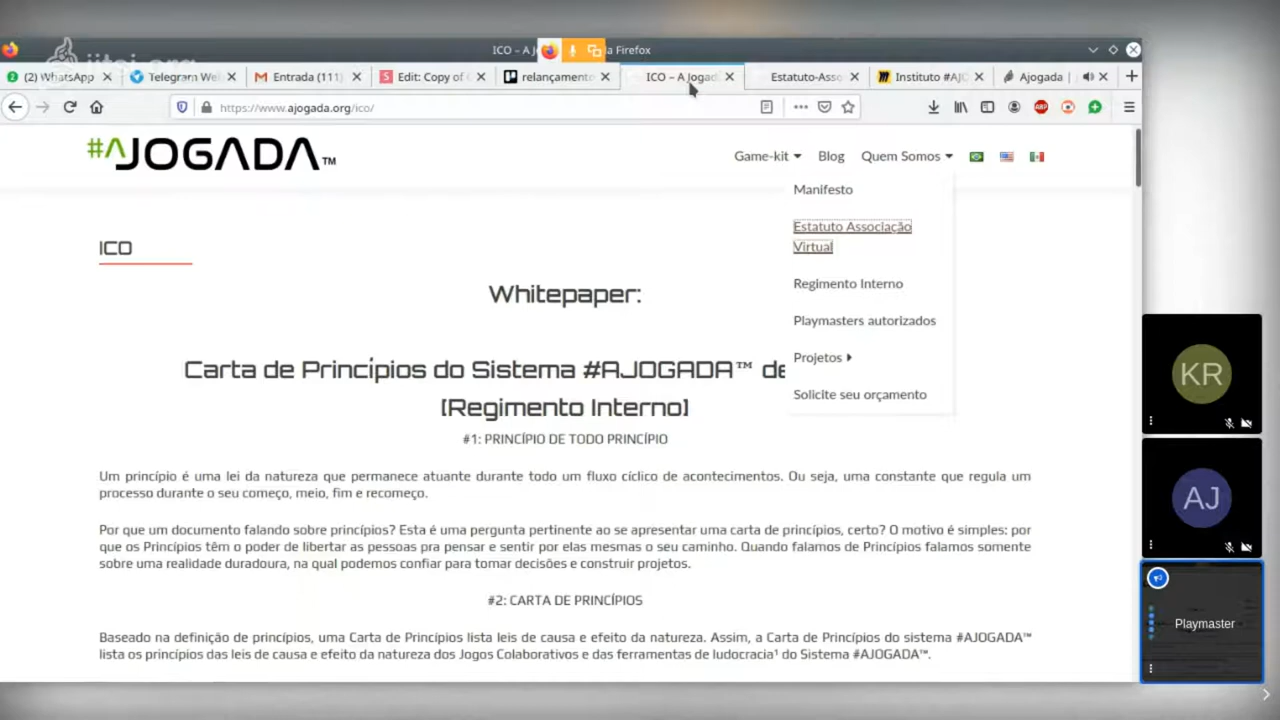 jitsi.org
ICO – A J
la Firefox
(2) WhatsApp
Telegram We
Entrada (111)
Edit: Copy of
relançamento
ICO – A Jogad
Estatuto-Asso
Instituto #AJO
Ajogada
https://www.ajogada.org/ico/
ABP
#AJOGADA™
Game-kit
Blog
Quem Somos
Manifesto
Estatuto Associação
Virtual
Regimento Interno
Playmasters autorizados
Projetos
Solicite seu orçamento
ICO
Whitepaper:
Carta de Princípios do Sistema #AJOGADA™ de
[Regimento Interno]
#1: PRINCÍPIO DE TODO PRINCÍPIO
Um princípio é uma lei da natureza que permanece atuante durante todo um fluxo cíclico de acontecimentos. Ou seja, uma constante que regula um
processo durante o seu começo, meio, fim e recomeço.
Por que um documento falando sobre princípios? Esta é uma pergunta pertinente ao se apresentar uma carta de princípios, certo? O motivo é simples: por
que os Princípios têm o poder de libertar as pessoas pra pensar e sentir por elas mesmas o seu caminho. Quando falamos de Princípios falamos somente
sobre uma realidade duradoura, na qual podemos confiar para tomar decisões e construir projetos.
#2: CARTA DE PRINCÍPIOS
Baseado na definição de princípios, uma Carta de Princípios lista leis de causa e efeito da natureza. Assim, a Carta de Princípios do sistema #AJOGADA™
lista os princípios das leis de causa e efeito da natureza dos Jogos Colaborativos e das ferramentas de ludocracia¹ do Sistema #AJOGADA™.
KR
AJ
Playmaster